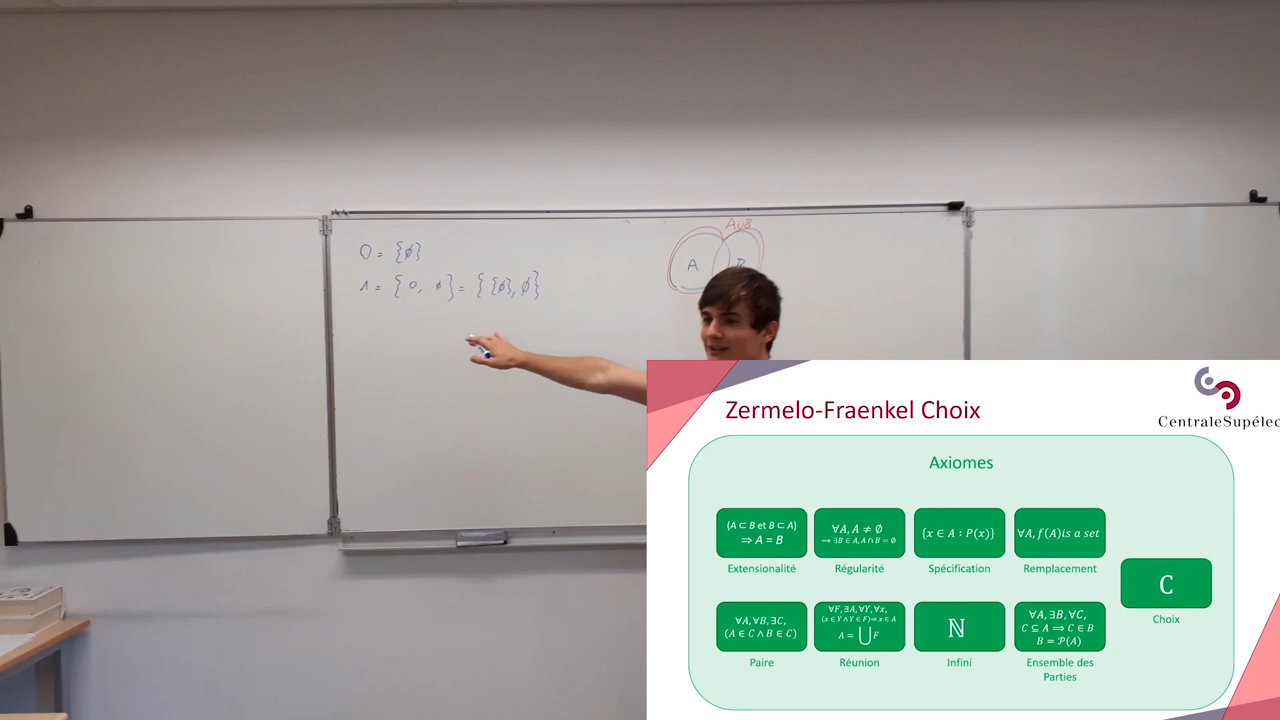 0 = {ϕ}
1 = { 0, ϕ } = { {ϕ}, ϕ }
A∪B
A
B
Zermelo-Fraenkel Choix
CentraleSupélec
Axiomes
(A ⊂ B et B ⊂ A)
⇒ A = B
Extensionalité
∀A, A ≠ ∅
⟹ ∃B ∈ A, A ∩ B = ∅
Régularité
{x ∈ A : P(x)}
Spécification
∀A, f(A)is a set
Remplacement
ℂ
Choix
∀A, ∀B, ∃C,
(A ∈ C ∧ B ∈ C)
Paire
∀F, ∃A, ∀Y, ∀x,
(x ∈ Y ∧ Y ∈ F) ⇒ x ∈ A
A = ⋃ F
Réunion
ℕ
Infini
∀A, ∃B, ∀C,
C ⊆ A ⟹ C ∈ B
B = 𝒫(A)
Ensemble des
Parties